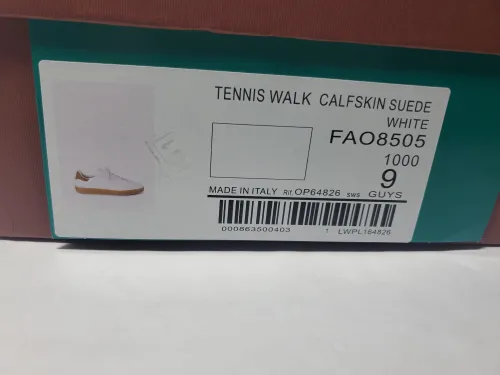 TENNIS WALK CALFSKIN SUEDE
WHITE
FAO8505
1000
9
MADE IN ITALY Rif. OP64826 sws GUYS
000863500403 1 LWPL164826